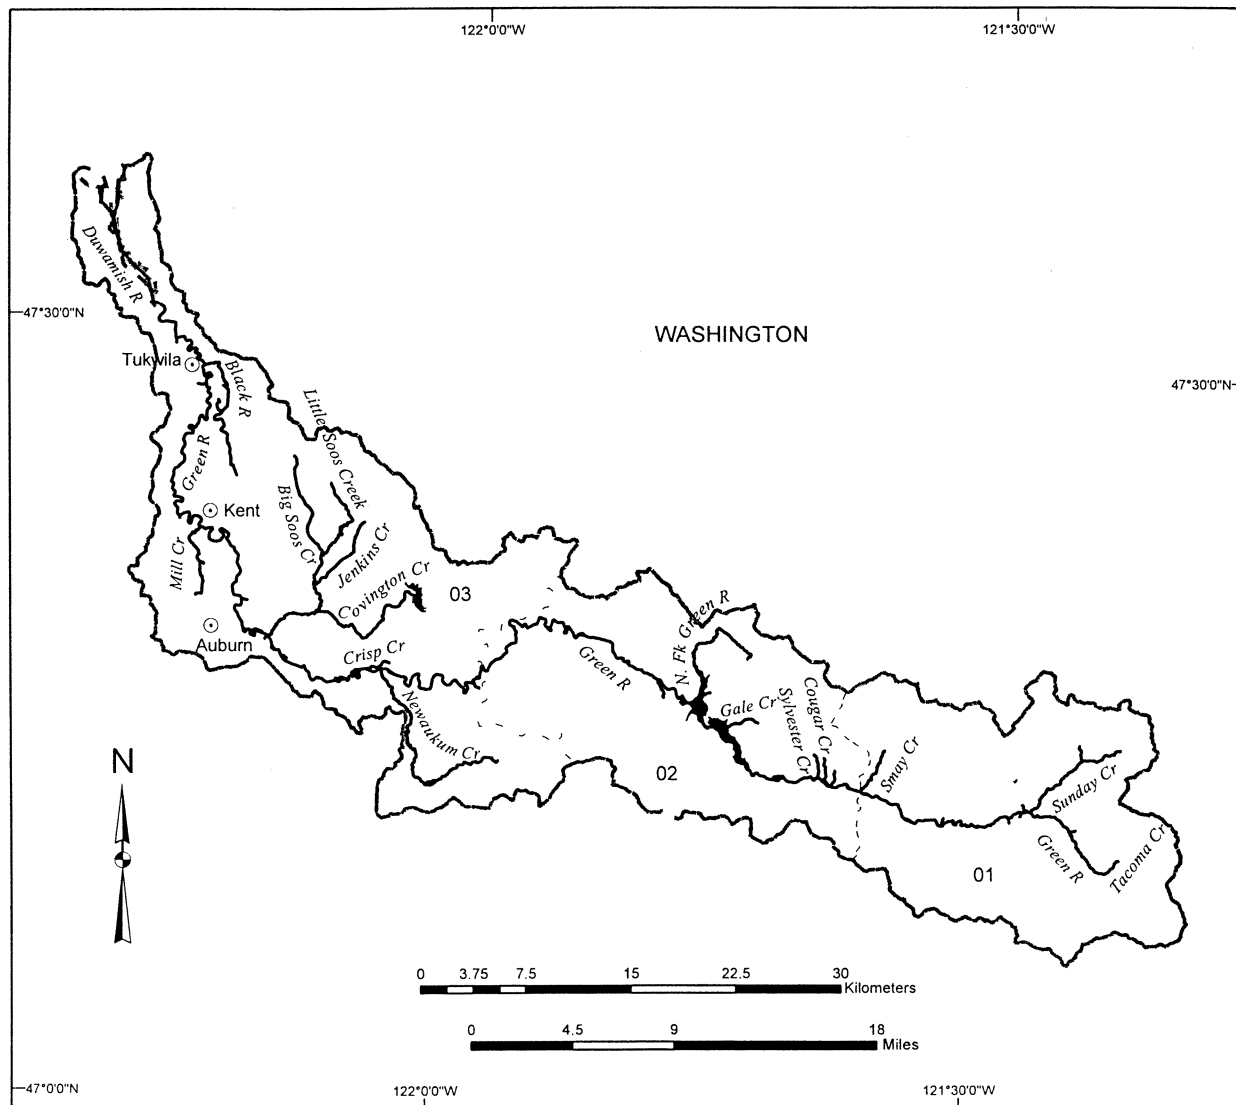 122°0'0"W
121°30'0"W
47°30'0"N
WASHINGTON
47°30'0"N
Duwamish R
Tukwila
Black R
Little Soos Creek
Green R
Kent
Big Soos Cr
Mill Cr
Jenkins Cr
Covington Cr
03
Auburn
Crisp Cr
Green R
N. Fk Green R
Newaukum Cr
Gale Cr
Sylvester Cr
Cougar Cr
Smay Cr
02
Sunday Cr
N
Green R
Tacoma Cr
01
0 3.75 7.5 15 22.5 30
Kilometers
0 4.5 9 18
Miles
47°0'0"N
122°0'0"W
121°30'0"W